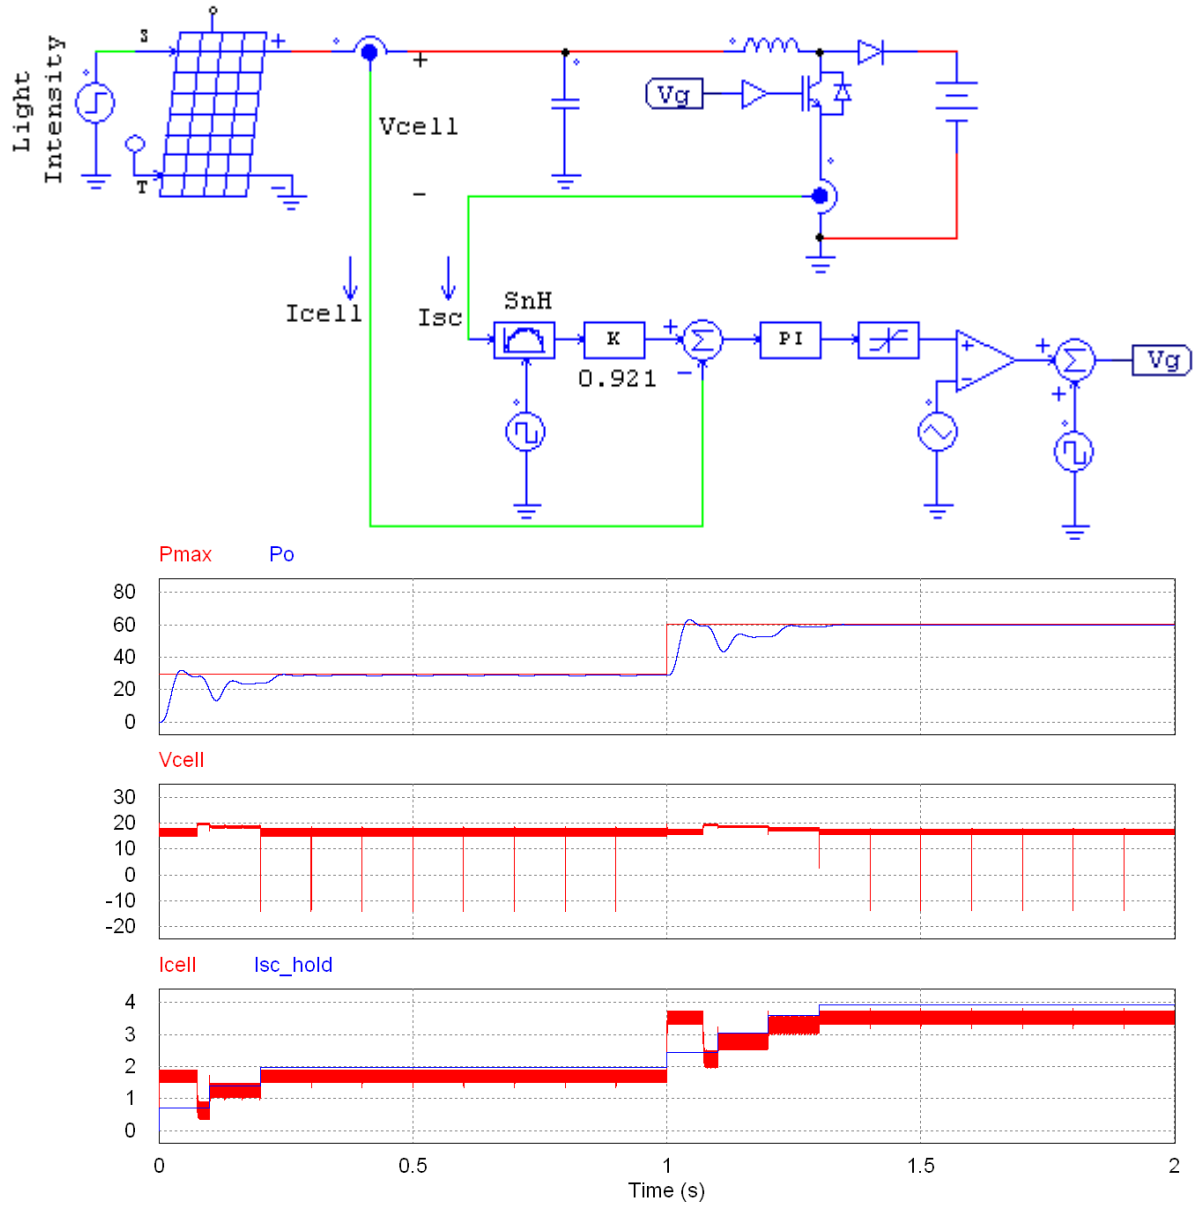 Light
Intensity
S
+
T
−
+
Vcell
−
Vg
Icell
Isc
SnH
K
0.921
+
Σ
−
PI
+
−
+
Σ
+
Vg
Pmax Po
80
60
40
20
0
Vcell
30
20
10
0
-10
-20
Icell Isc_hold
4
3
2
1
0
0 0.5 1 1.5 2
Time (s)